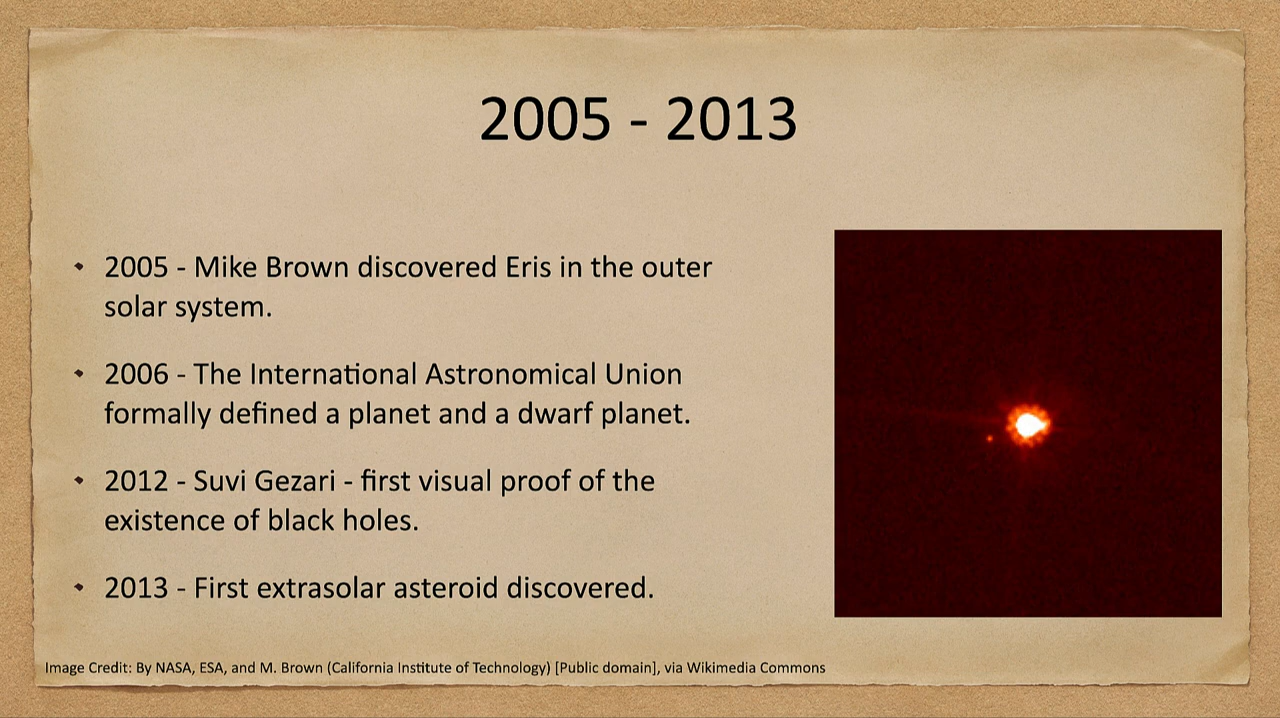 2005 - 2013
2005 - Mike Brown discovered Eris in the outer
solar system.
2006 - The International Astronomical Union
formally defined a planet and a dwarf planet.
2012 - Suvi Gezari - first visual proof of the
existence of black holes.
2013 - First extrasolar asteroid discovered.
Image Credit: By NASA, ESA, and M. Brown (California Institute of Technology) [Public domain], via Wikimedia Commons